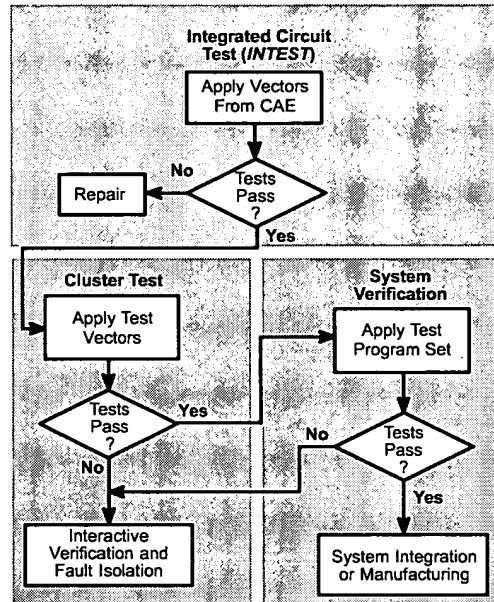 Integrated Circuit
Test (INTEST)
Apply Vectors
From CAE
No
Tests
Pass
?
Repair
Yes
Cluster Test
Apply Test
Vectors
Tests
Pass
?
Yes
No
Interactive
Verification and
Fault Isolation
System
Verification
Apply Test
Program Set
No
Tests
Pass
?
Yes
System Integration
or Manufacturing